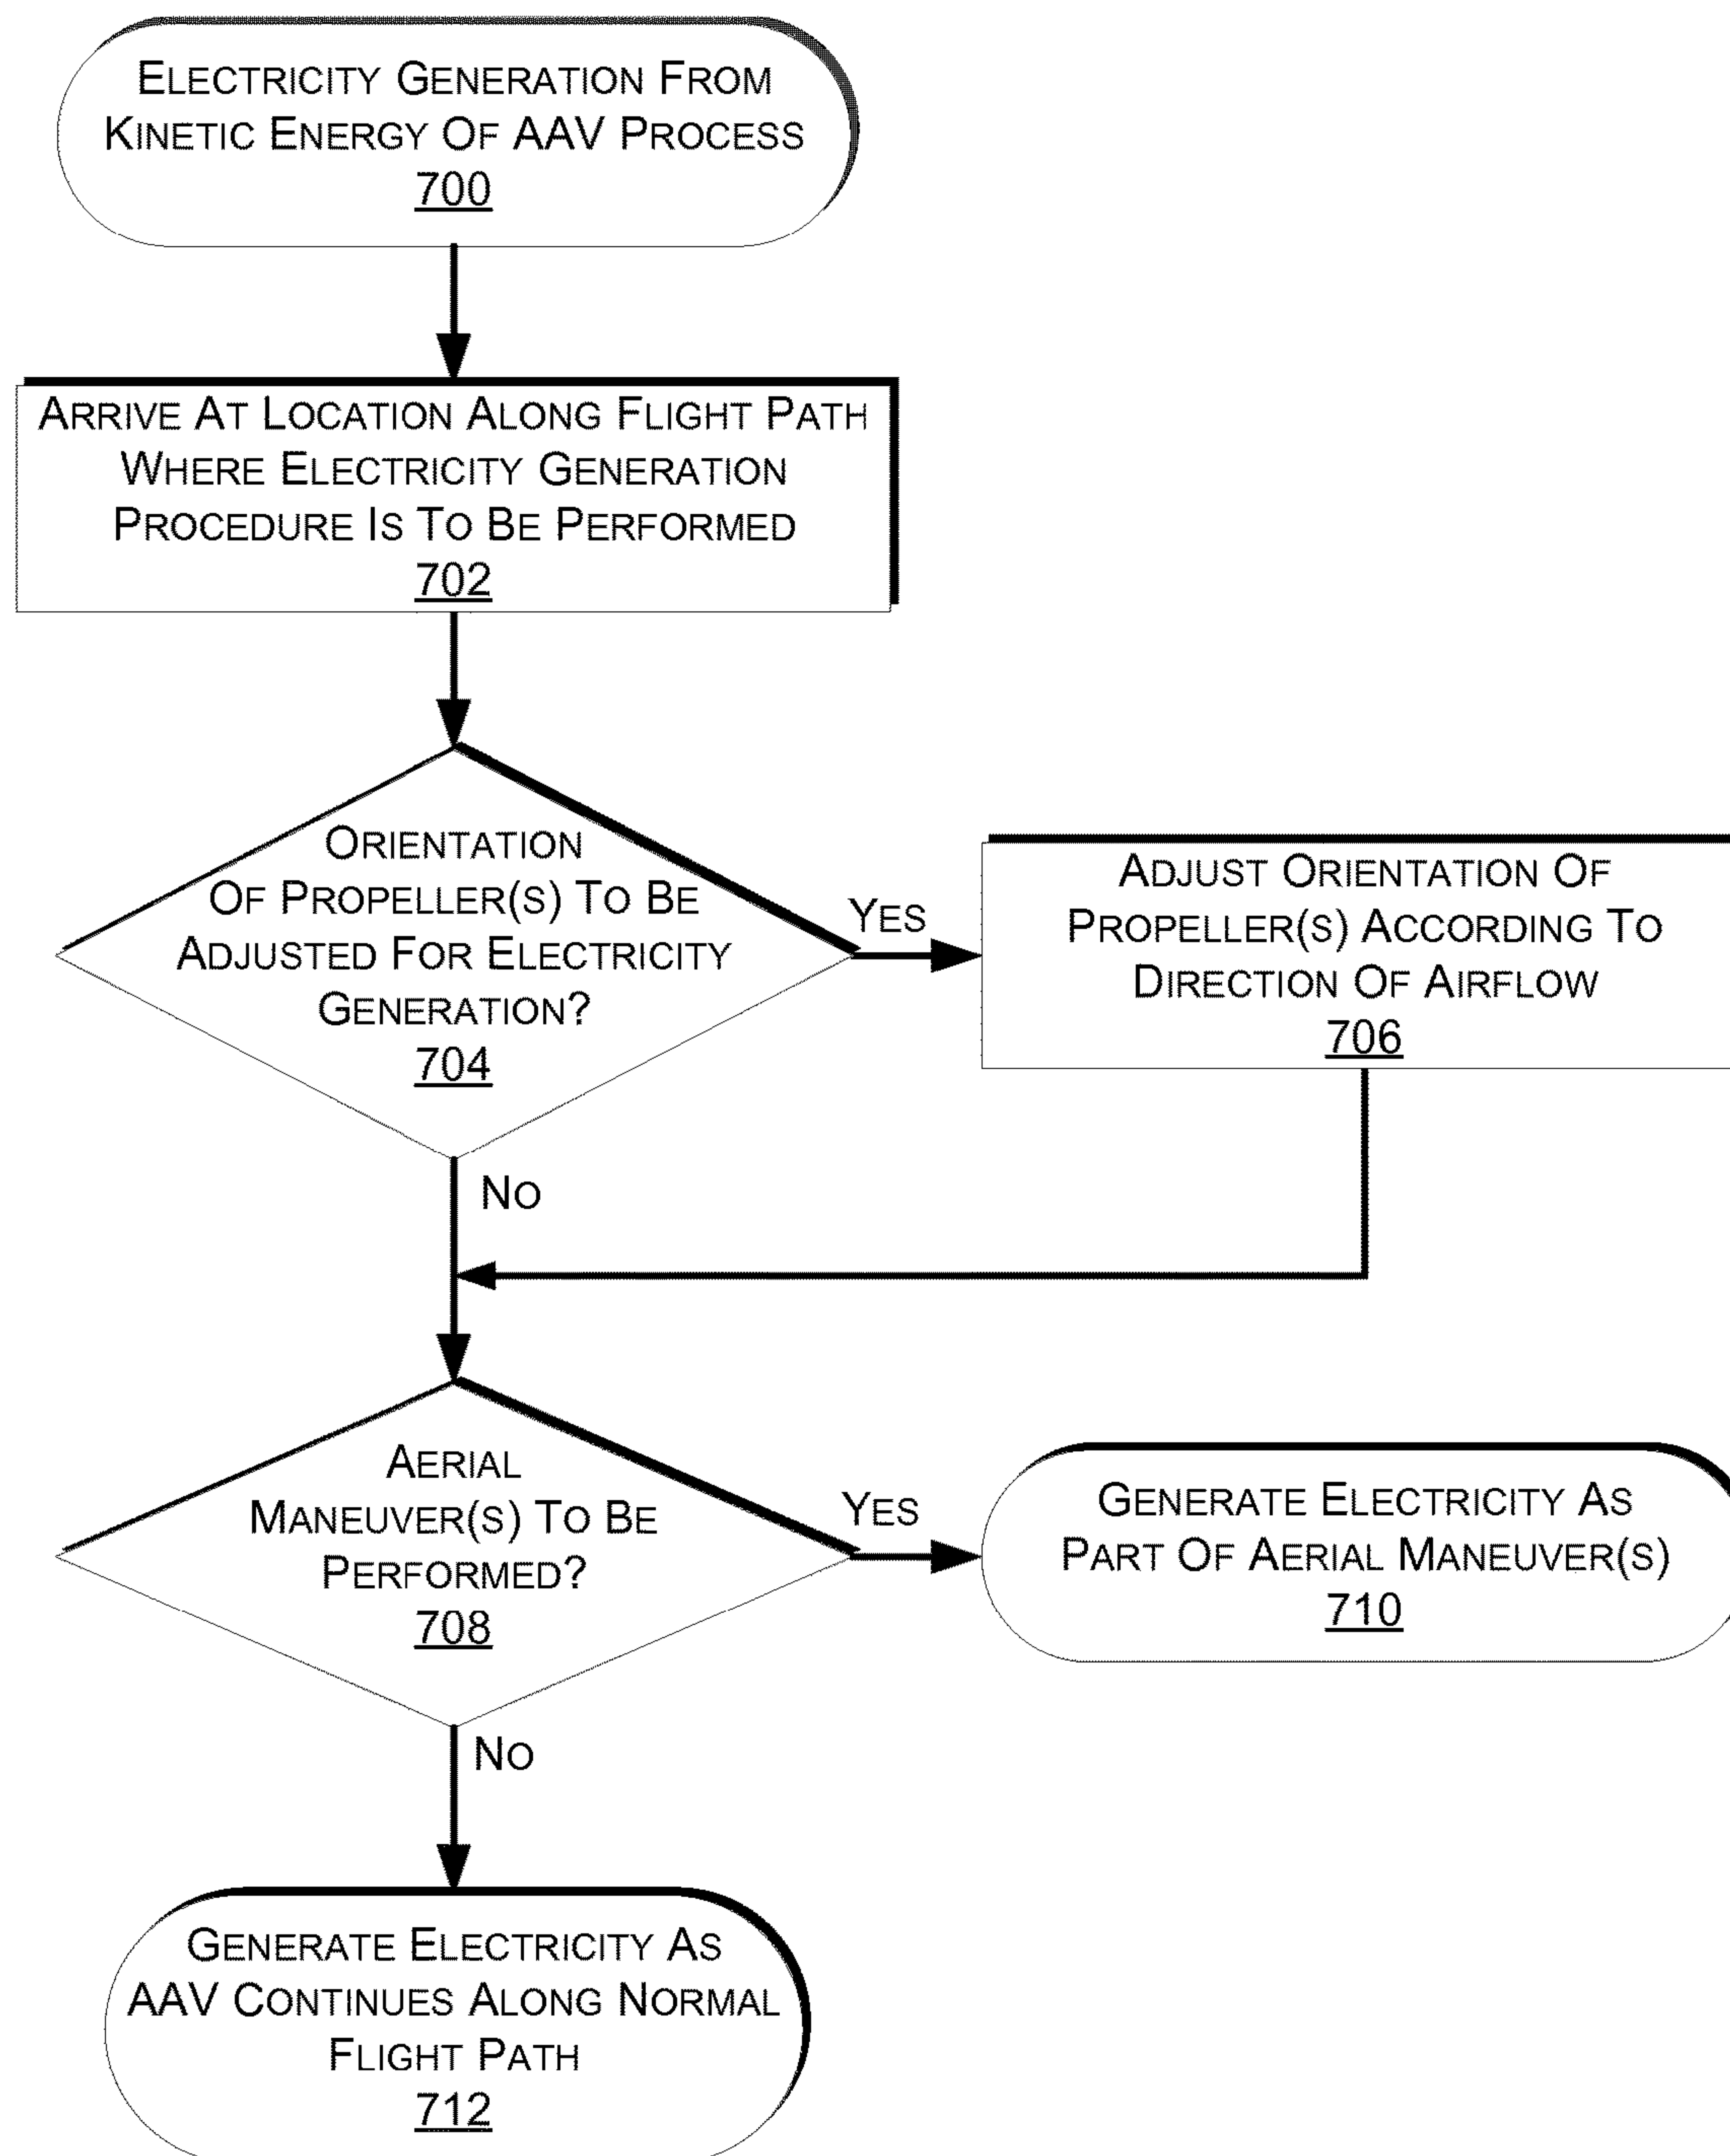 ELECTRICITY GENERATION FROM
KINETIC ENERGY OF AAV PROCESS
700
ARRIVE AT LOCATION ALONG FLIGHT PATH
WHERE ELECTRICITY GENERATION
PROCEDURE IS TO BE PERFORMED
702
ORIENTATION
OF PROPELLER(S) TO BE
ADJUSTED FOR ELECTRICITY
GENERATION?
704
YES
ADJUST ORIENTATION OF
PROPELLER(S) ACCORDING TO
DIRECTION OF AIRFLOW
706
NO
AERIAL
MANEUVER(S) TO BE
PERFORMED?
708
YES
GENERATE ELECTRICITY AS
PART OF AERIAL MANEUVER(S)
710
NO
GENERATE ELECTRICITY AS
AAV CONTINUES ALONG NORMAL
FLIGHT PATH
712